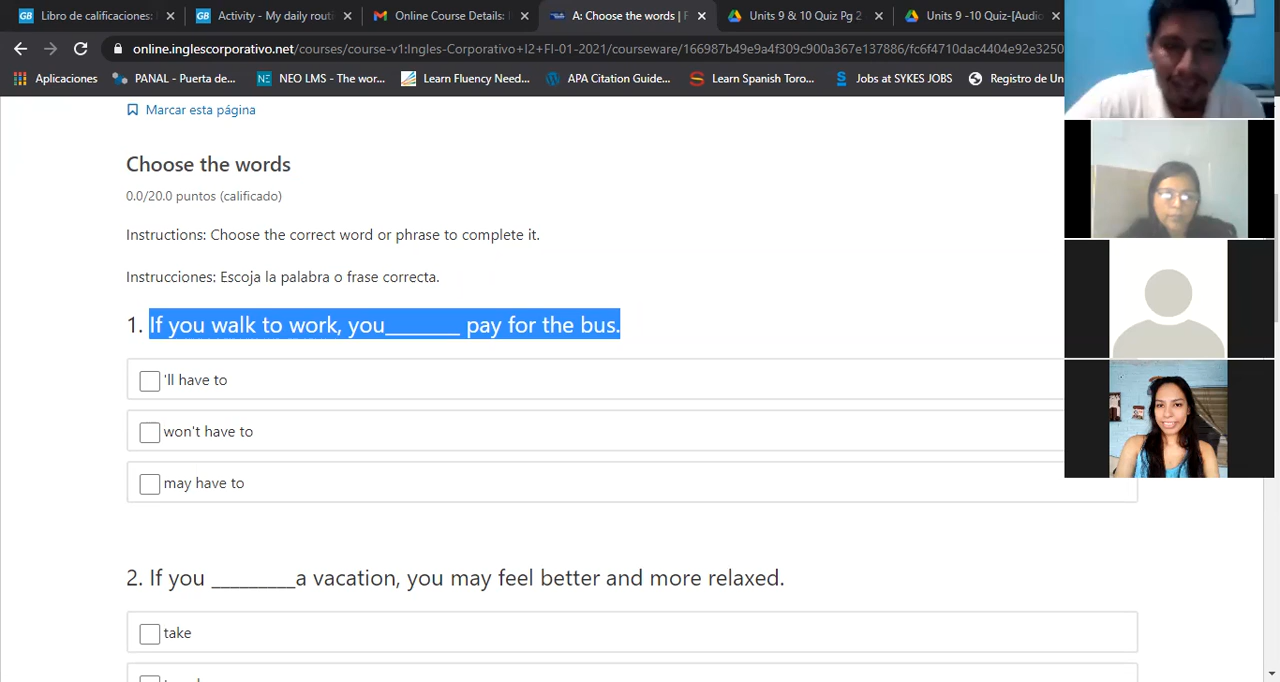 Libro de calificaciones:
Activity - My daily routi
Online Course Details:
A: Choose the words | F
Units 9 & 10 Quiz Pg 2
Units 9 -10 Quiz-[Audio
online.inglescorporativo.net/courses/course-v1:Ingles-Corporativo+I2+FI-01-2021/courseware/166987b49e9a4f309c900a367e137886/fc6f4710dac4404e92e3250
Aplicaciones
PANAL - Puerta de...
NEO LMS - The wor...
Learn Fluency Need...
APA Citation Guide...
Learn Spanish Toro...
Jobs at SYKES JOBS
Registro de Un
Marcar esta página
Choose the words
0.0/20.0 puntos (calificado)
Instructions: Choose the correct word or phrase to complete it.
Instrucciones: Escoja la palabra o frase correcta.
1. If you walk to work, you_______ pay for the bus.
'll have to
won't have to
may have to
2. If you _________a vacation, you may feel better and more relaxed.
take